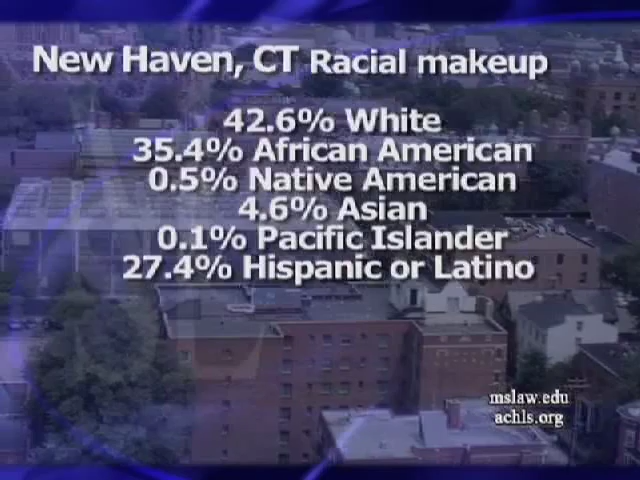 New Haven, CT Racial makeup
42.6% White
35.4% African American
0.5% Native American
4.6% Asian
0.1% Pacific Islander
27.4% Hispanic or Latino
mslaw.edu
achls.org